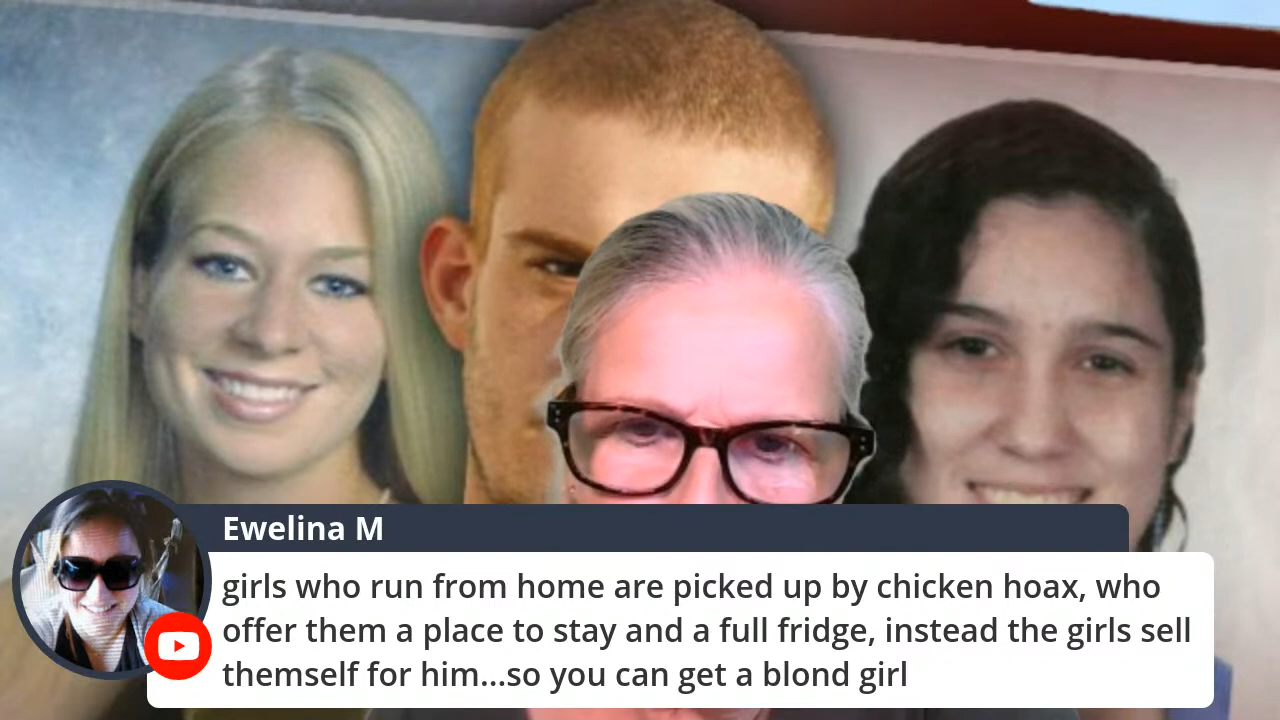 Ewelina M
girls who run from home are picked up by chicken hoax, who
offer them a place to stay and a full fridge, instead the girls sell
themself for him...so you can get a blond girl